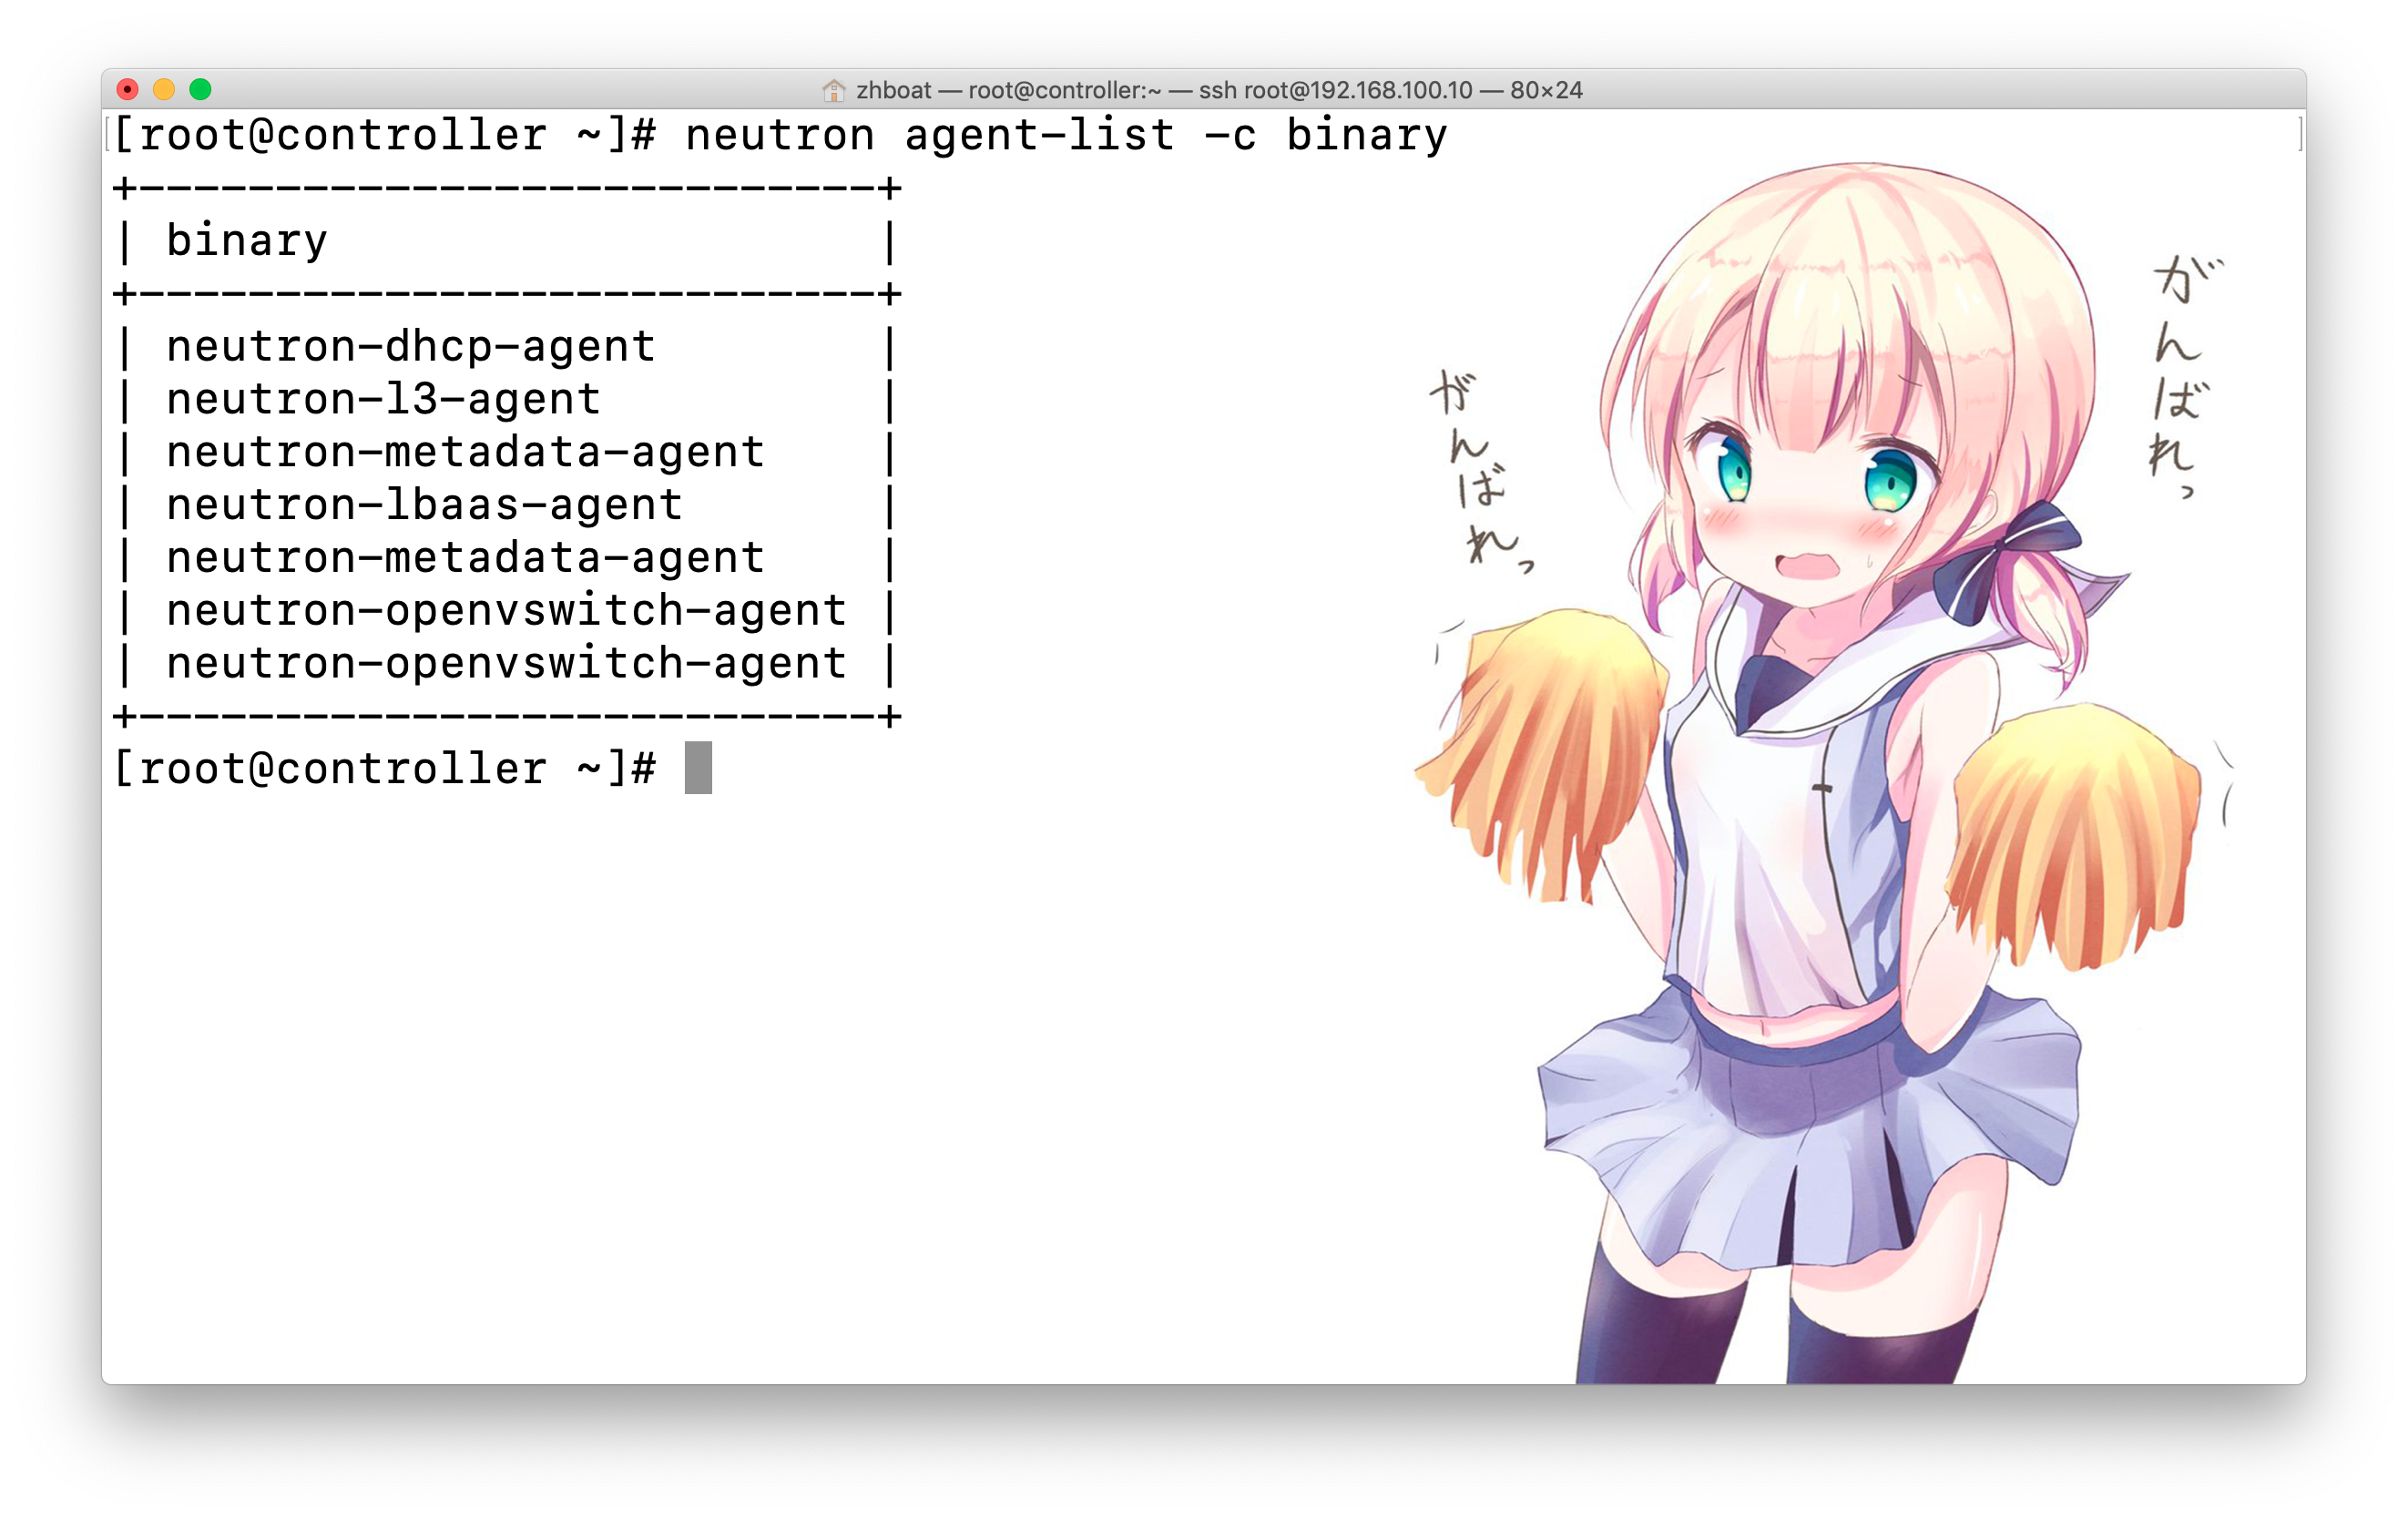 zhboat — root@controller:~ — ssh root@192.168.100.10 — 80×24
[root@controller ~]# neutron agent-list -c binary
+---------------------------+
| binary                    |
+---------------------------+
| neutron-dhcp-agent        |
| neutron-l3-agent          |
| neutron-metadata-agent    |
| neutron-lbaas-agent       |
| neutron-metadata-agent    |
| neutron-openvswitch-agent |
| neutron-openvswitch-agent |
+---------------------------+
[root@controller ~]#
がんばれっ
がんばれっ